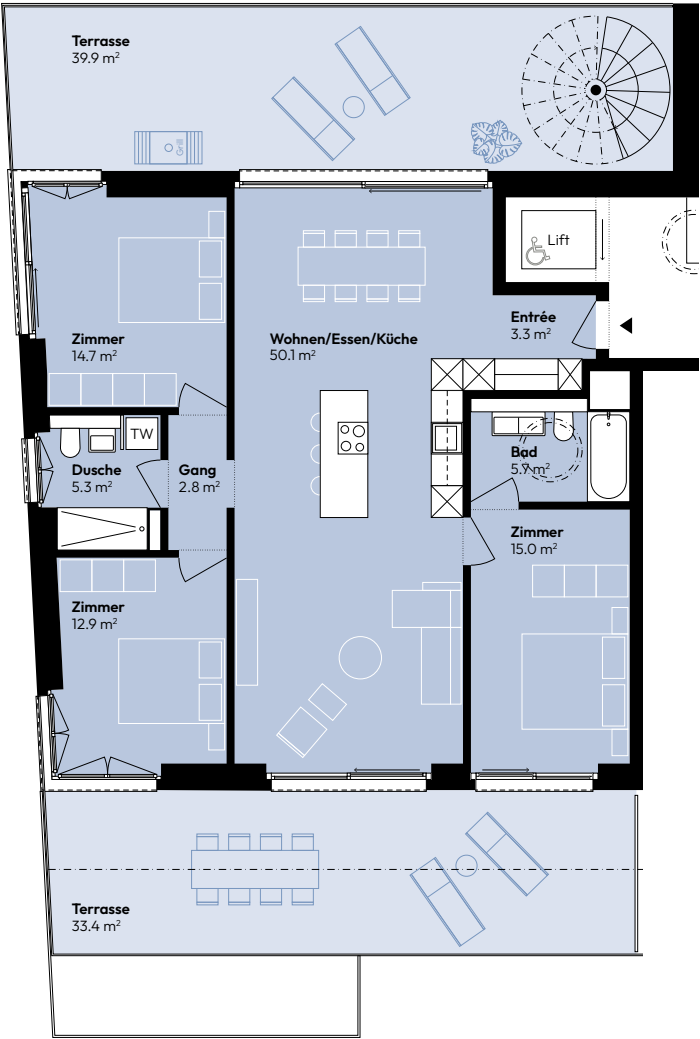 Terrasse
39.9 m²
Grill
Lift
Zimmer
14.7 m²
Wohnen/Essen/Küche
50.1 m²
Entrée
3.3 m²
TW
Dusche
5.3 m²
Gang
2.8 m²
Bad
5.7 m²
Zimmer
15.0 m²
Zimmer
12.9 m²
Terrasse
33.4 m²